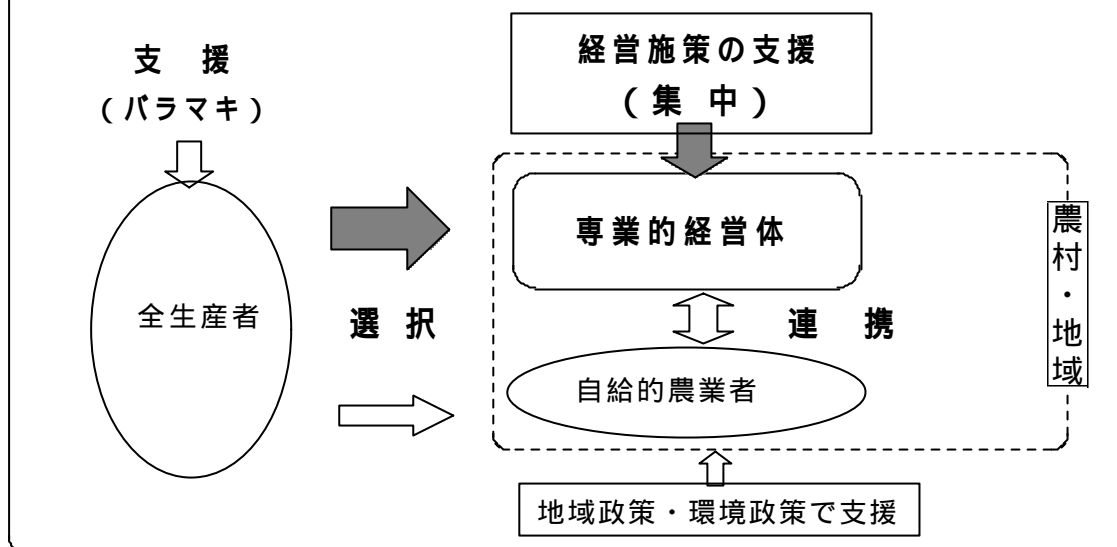 支　援
(バラマキ)
全生産者
選　択
経営施策の支援
(集　中)
専業的経営体
連　携
自給的農業者
農村・地域
地域政策・環境政策で支援